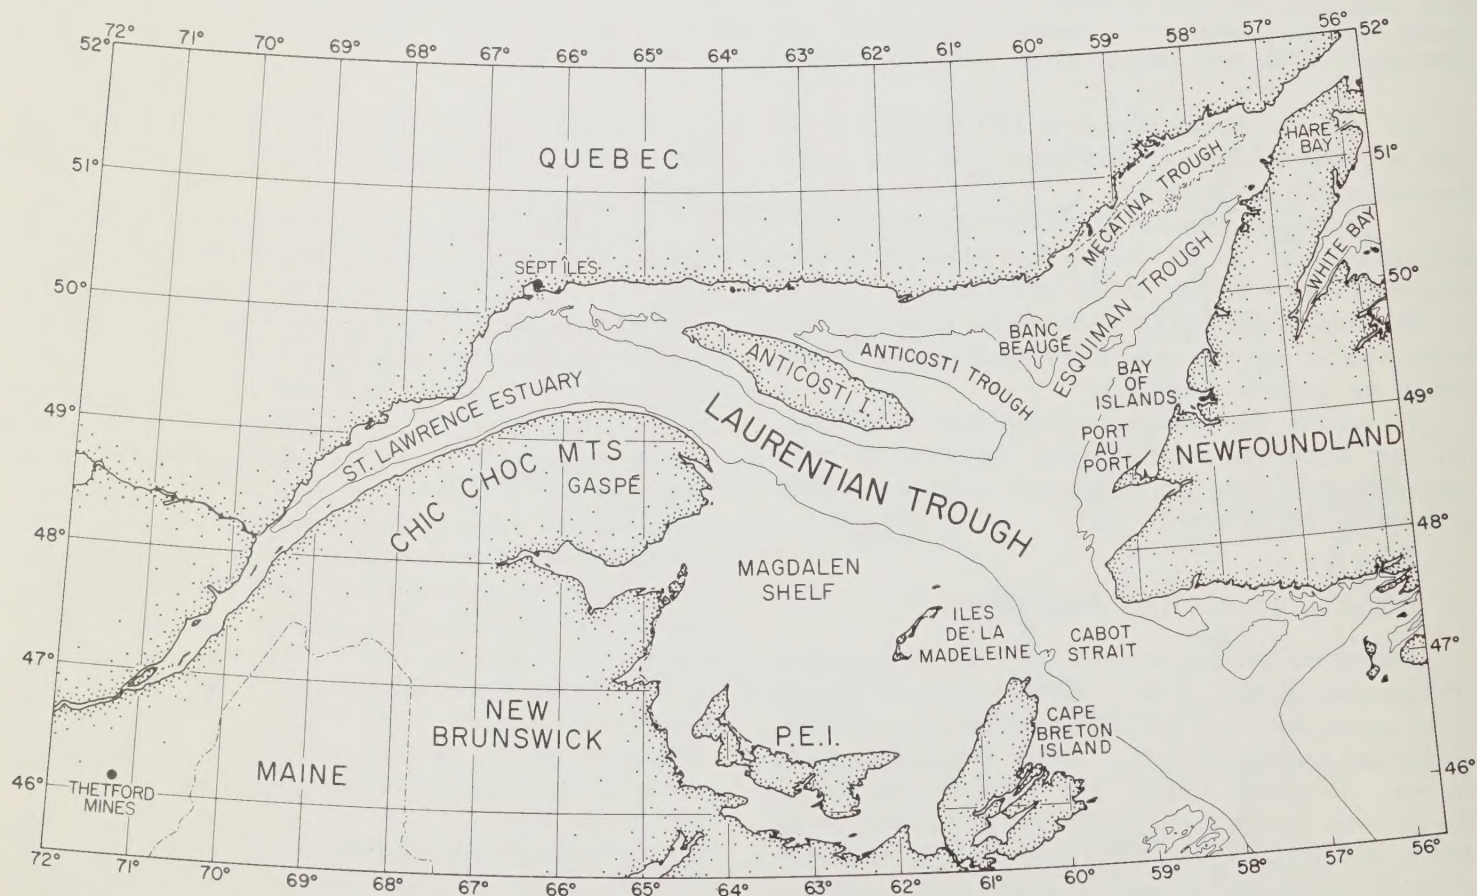 72° 71° 70° 69° 68° 67° 66° 65° 64° 63° 62° 61° 60° 59° 58° 57° 56°
52° 52°
HARE
BAY
QUEBEC
51° 51°
MECATINA TROUGH
WHITE BAY
SEPT ÎLES
50° 50°
ESQUIMAN TROUGH
BANC
BEAUGÉ
ANTICOSTI TROUGH
ANTICOSTI I.
BAY
OF
ISLANDS
ST. LAWRENCE ESTUARY
49° 49°
LAURENTIAN TROUGH
PORT
AU
PORT
NEWFOUNDLAND
CHIC CHOC MTS
GASPÉ
48° 48°
MAGDALEN
SHELF
ILES
DE·LA
MADELEINE
CABOT
STRAIT
47° 47°
NEW
BRUNSWICK
P.E.I.
CAPE
BRETON
ISLAND
MAINE
46° 46°
THETFORD
MINES
72° 71° 70° 69° 68° 67° 66° 65° 64° 63° 62° 61° 60° 59° 58° 57° 56°